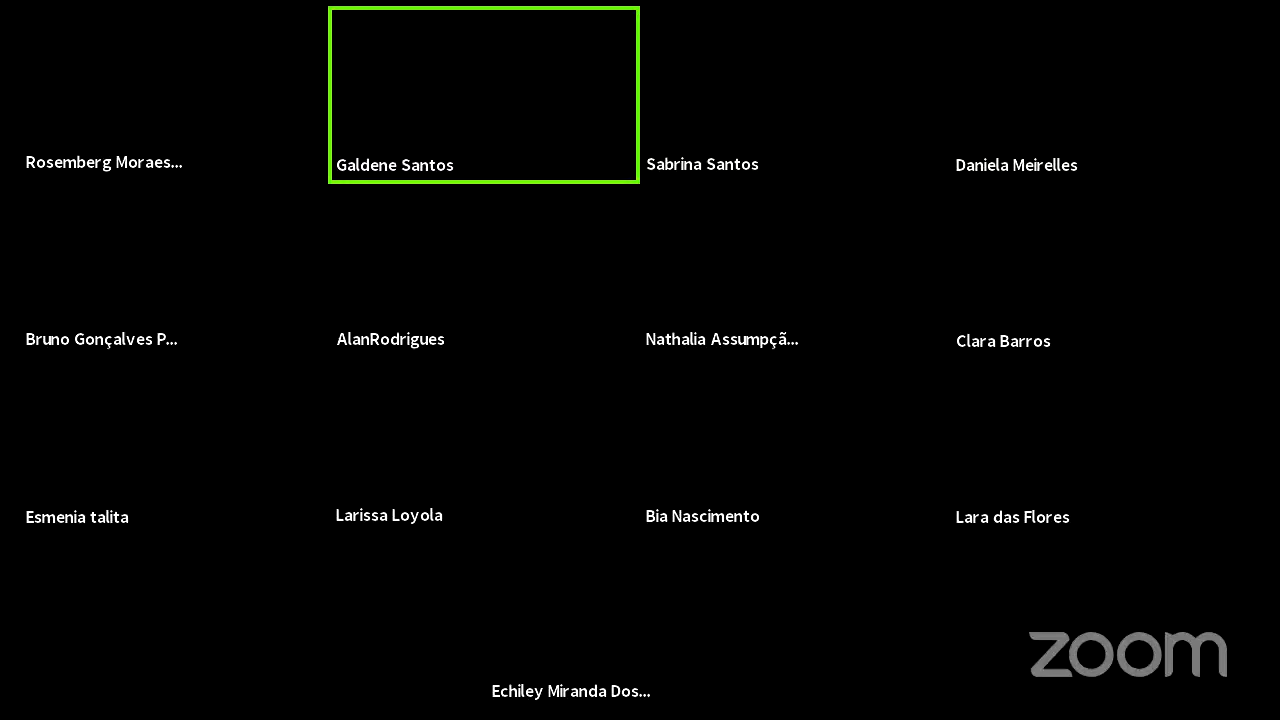 Rosemberg Moraes...
Galdene Santos
Sabrina Santos
Daniela Meirelles
Bruno Gonçalves P...
AlanRodrigues
Nathalia Assumpçã...
Clara Barros
Esmenia talita
Larissa Loyola
Bia Nascimento
Lara das Flores
Echiley Miranda Dos...
zoom